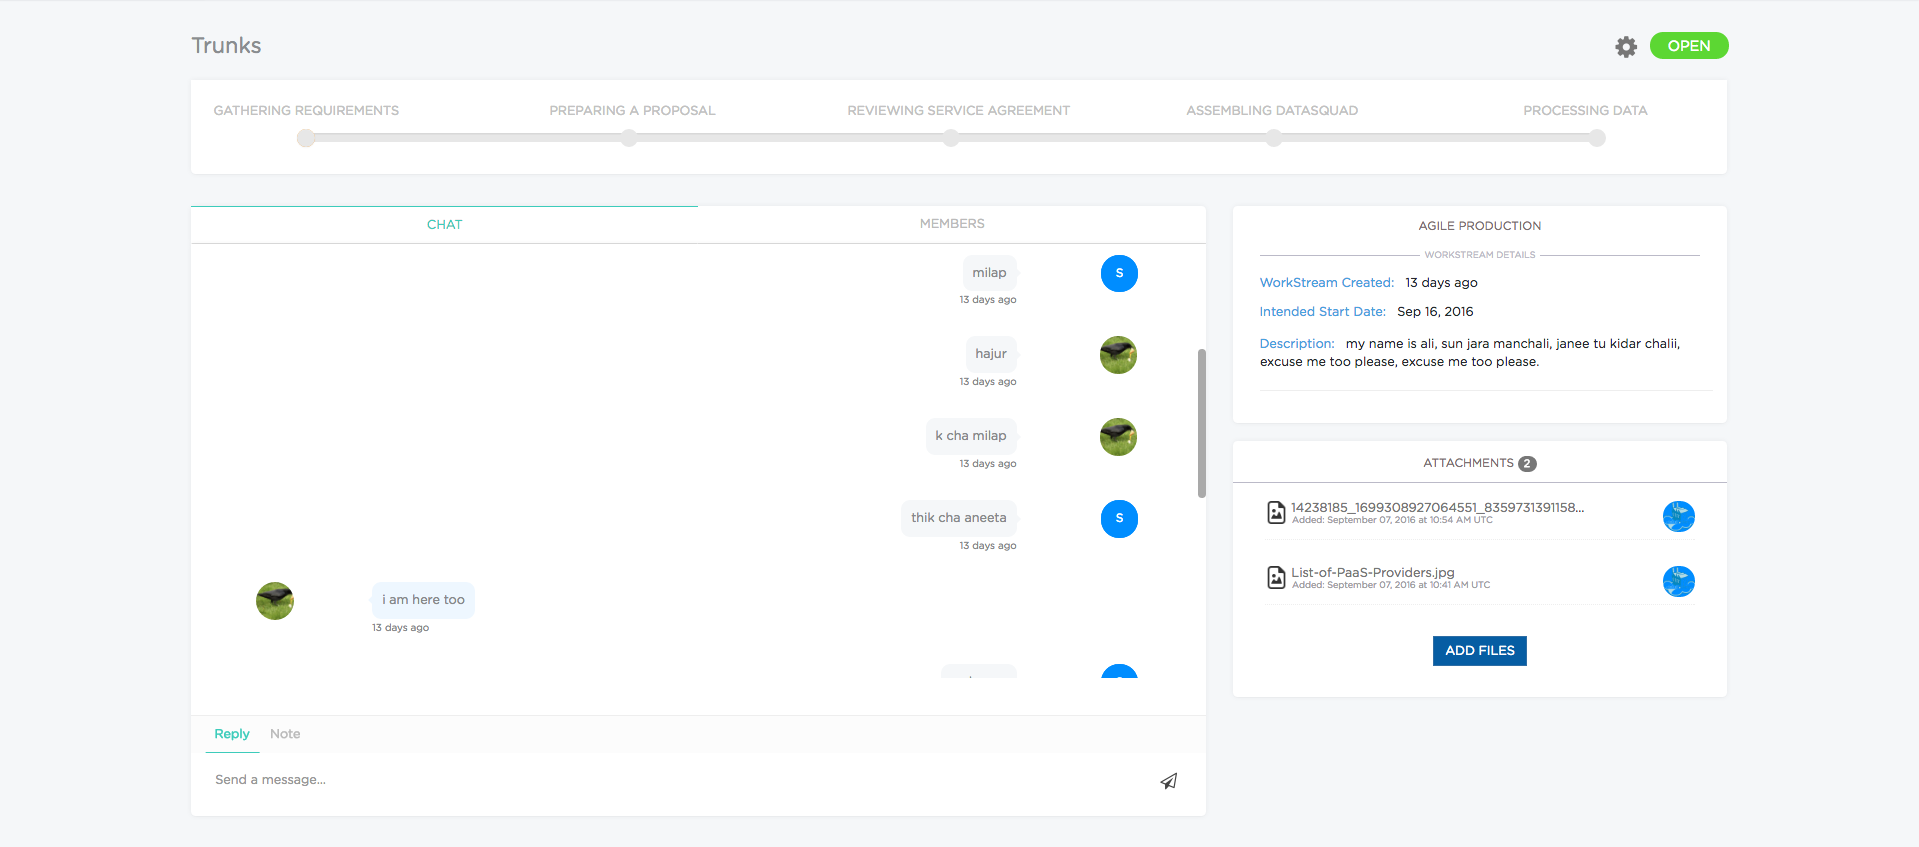 Trunks
OPEN
GATHERING REQUIREMENTS
PREPARING A PROPOSAL
REVIEWING SERVICE AGREEMENT
ASSEMBLING DATASQUAD
PROCESSING DATA
CHAT
MEMBERS
milap
S
13 days ago
hajur
13 days ago
k cha milap
13 days ago
thik cha aneeta
S
13 days ago
i am here too
13 days ago
Reply
Note
Send a message...
AGILE PRODUCTION
WORKSTREAM DETAILS
WorkStream Created: 13 days ago
Intended Start Date: Sep 16, 2016
Description: my name is ali, sun jara manchali, janee tu kidar chalii,
excuse me too please, excuse me too please.
ATTACHMENTS 2
14238185_1699308927064551_8359731391158...
Added: September 07, 2016 at 10:54 AM UTC
List-of-PaaS-Providers.jpg
Added: September 07, 2016 at 10:41 AM UTC
ADD FILES